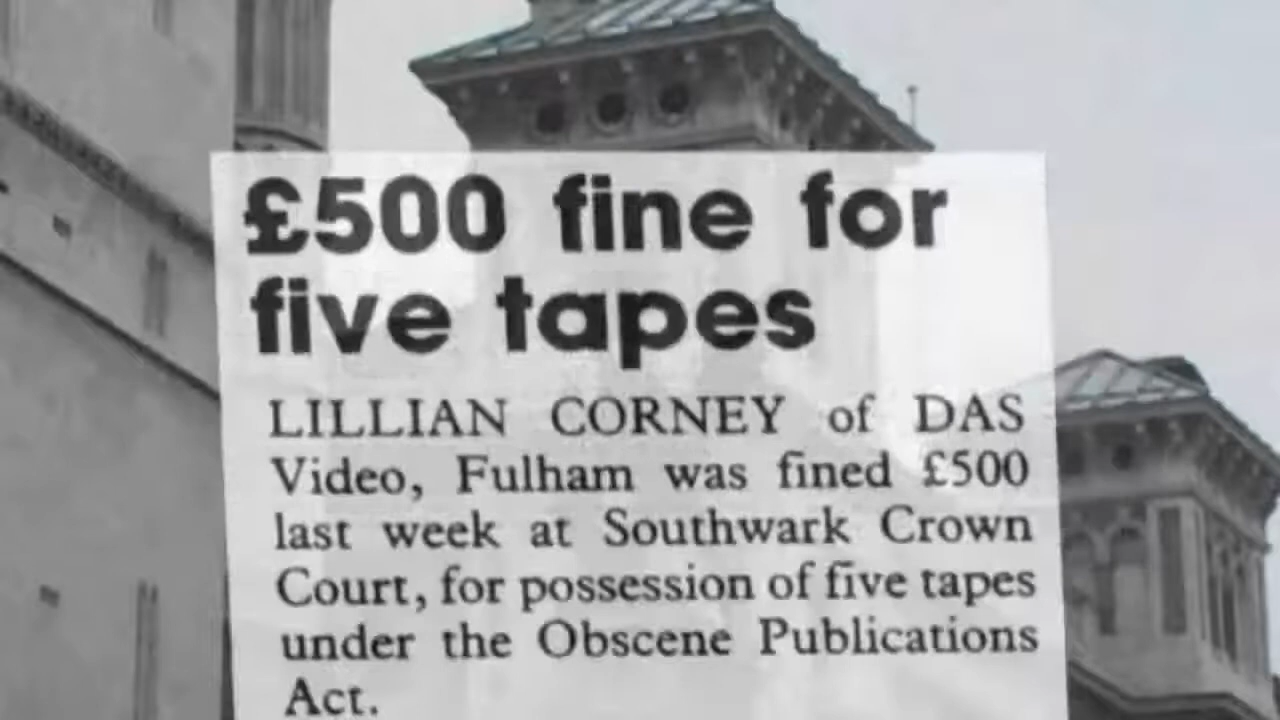 £500 fine for
five tapes
LILLIAN CORNEY of DAS
Video, Fulham was fined £500
last week at Southwark Crown
Court, for possession of five tapes
under the Obscene Publications
Act.